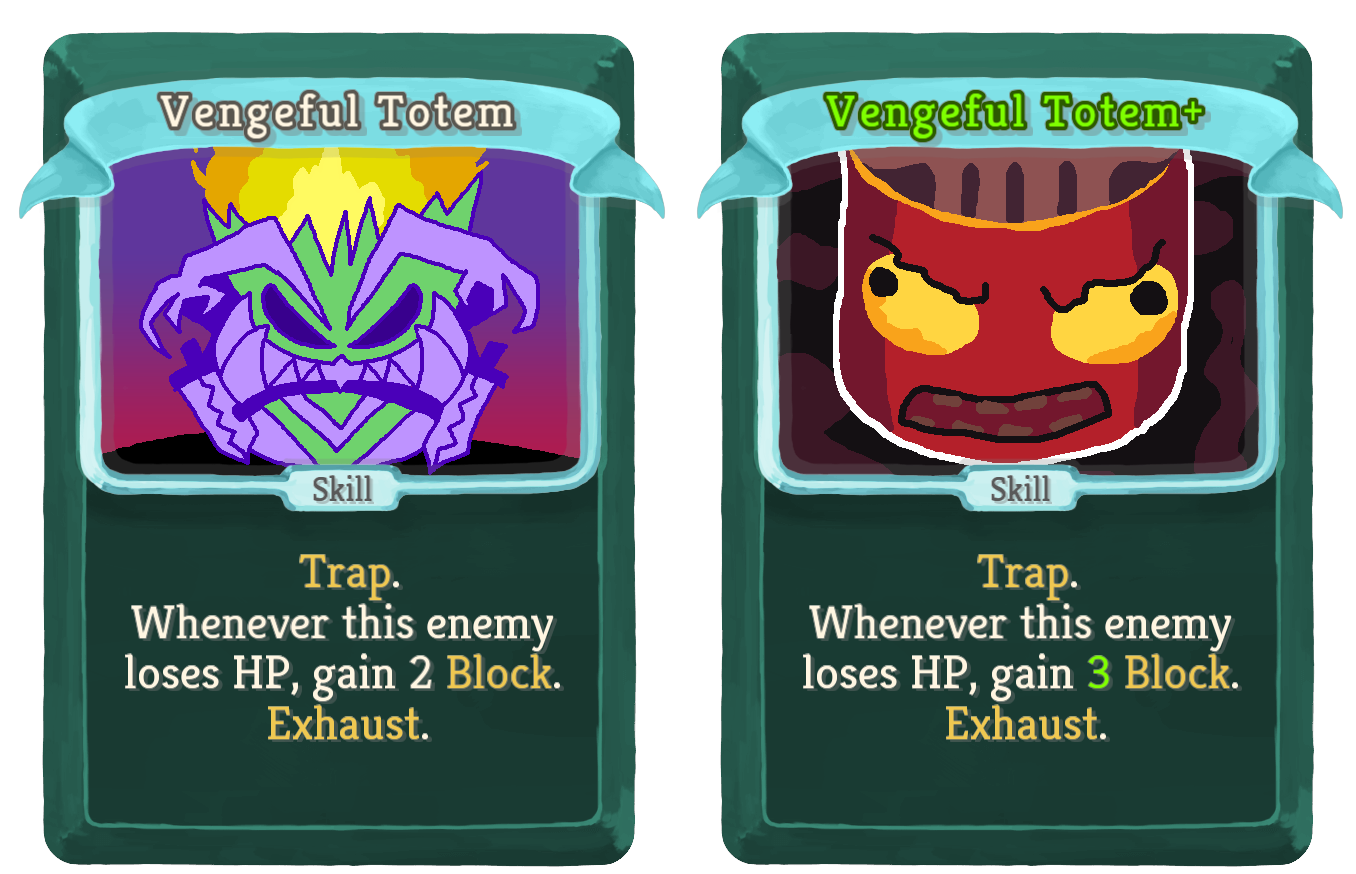 Vengeful Totem
Skill
Trap.
Whenever this enemy
loses HP, gain 2 Block.
Exhaust.
Vengeful Totem+
Skill
Trap.
Whenever this enemy
loses HP, gain 3 Block.
Exhaust.